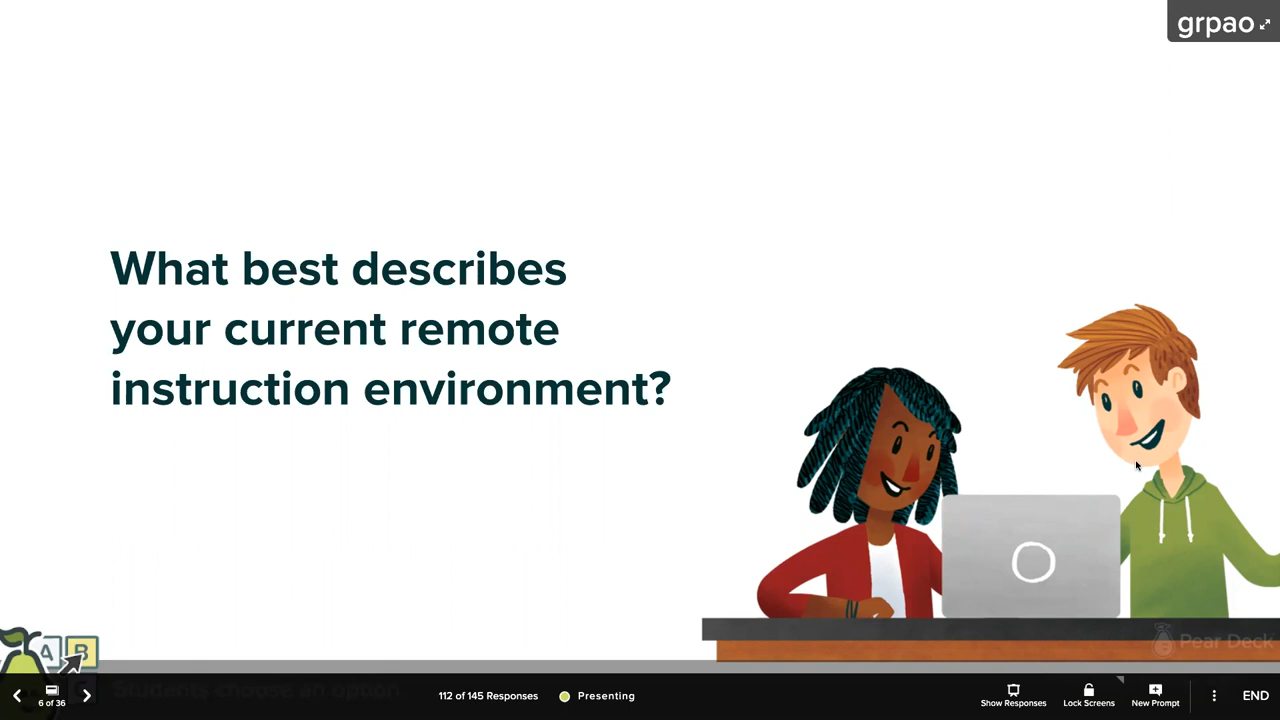 grpao
What best describes
your current remote
instruction environment?
A B
Pear Deck
Students choose an option
6 of 36
112 of 145 Responses
Presenting
Show Responses
Lock Screens
New Prompt
END